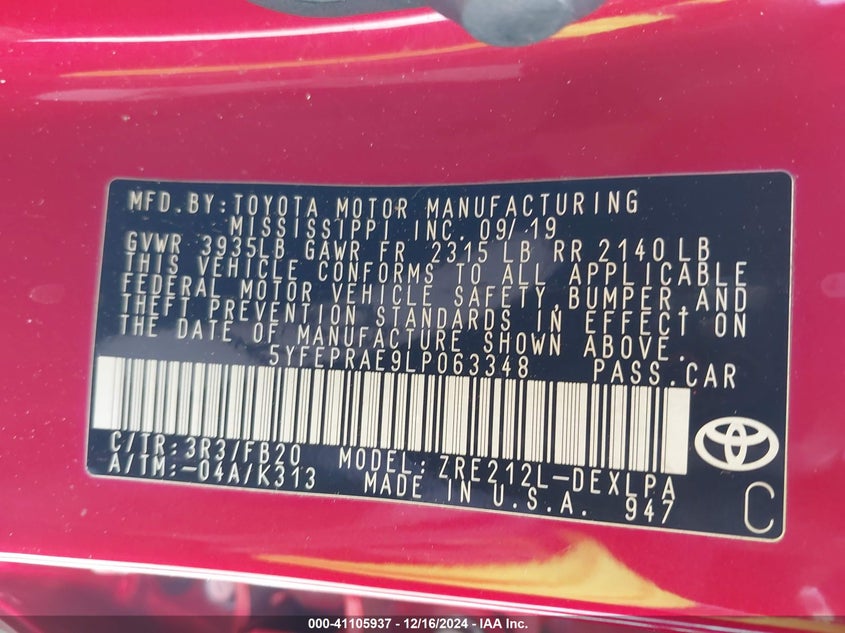 MFD. BY: TOYOTA MOTOR MANUFACTURING
MISSISSIPPI INC. 09/19
GVWR 3935LB GAWR FR 2315 LB RR 2140 LB
THIS VEHICLE CONFORMS TO ALL APPLICABLE
FEDERAL MOTOR VEHICLE SAFETY, BUMPER, AND
THEFT PREVENTION STANDARDS IN EFFECT ON
THE DATE OF MANUFACTURE SHOWN ABOVE.
5YFEPRAE9LP063348 PASS. CAR
C/TR: 3R3/FB20 MODEL: ZRE212L-DEXLPA
A/TM: -04A/K313 MADE IN U.S.A. 947
C
000-41105937 - 12/16/2024 - IAA Inc.